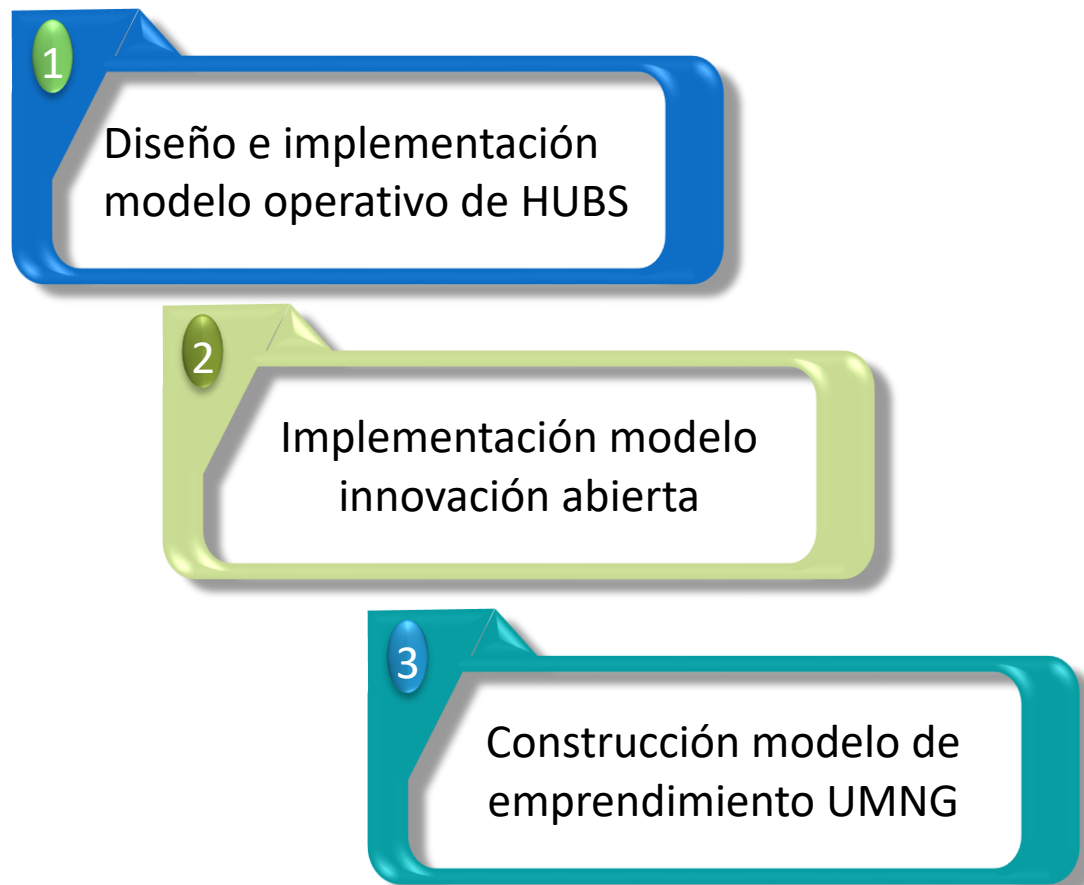 1
Diseño e implementación
modelo operativo de HUBS
2
Implementación modelo
innovación abierta
3
Construcción modelo de
emprendimiento UMNG